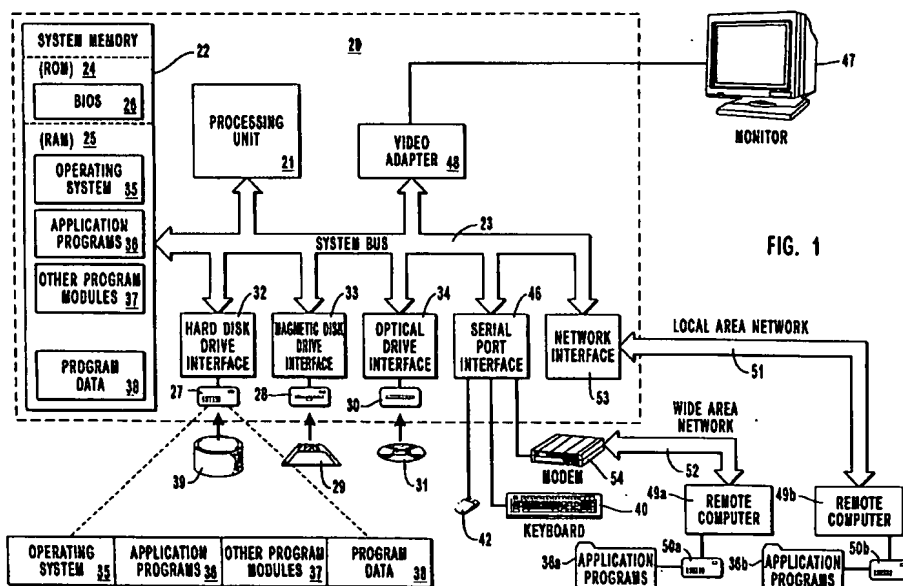 SYSTEM MEMORY
22
(ROM) 24
BIOS
26
(RAM) 25
OPERATING
SYSTEM 35
APPLICATION
PROGRAMS 36
OTHER PROGRAM
MODULES 37
PROGRAM
DATA 38
20
PROCESSING
UNIT
21
VIDEO
ADAPTER 48
47
MONITOR
SYSTEM BUS
23
FIG. 1
32
HARD DISK
DRIVE
INTERFACE
33
MAGNETIC DISK
DRIVE
INTERFACE
34
OPTICAL
DRIVE
INTERFACE
46
SERIAL
PORT
INTERFACE
NETWORK
INTERFACE
53
LOCAL AREA NETWORK
51
27
28
30
39
29
31
WIDE AREA
NETWORK
52
MODEM
54
42
KEYBOARD
40
49a
REMOTE
COMPUTER
49b
REMOTE
COMPUTER
50a
50b
36a
APPLICATION
PROGRAMS
36b
APPLICATION
PROGRAMS
OPERATING
SYSTEM 35
APPLICATION
PROGRAMS 36
OTHER PROGRAM
MODULES 37
PROGRAM
DATA 38